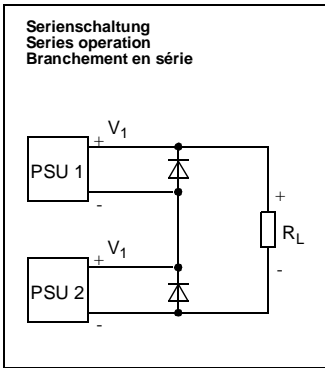 Serienschaltung
Series operation
Branchement en série
V1
+
PSU 1
-
+
RL
-
V1
+
PSU 2
-